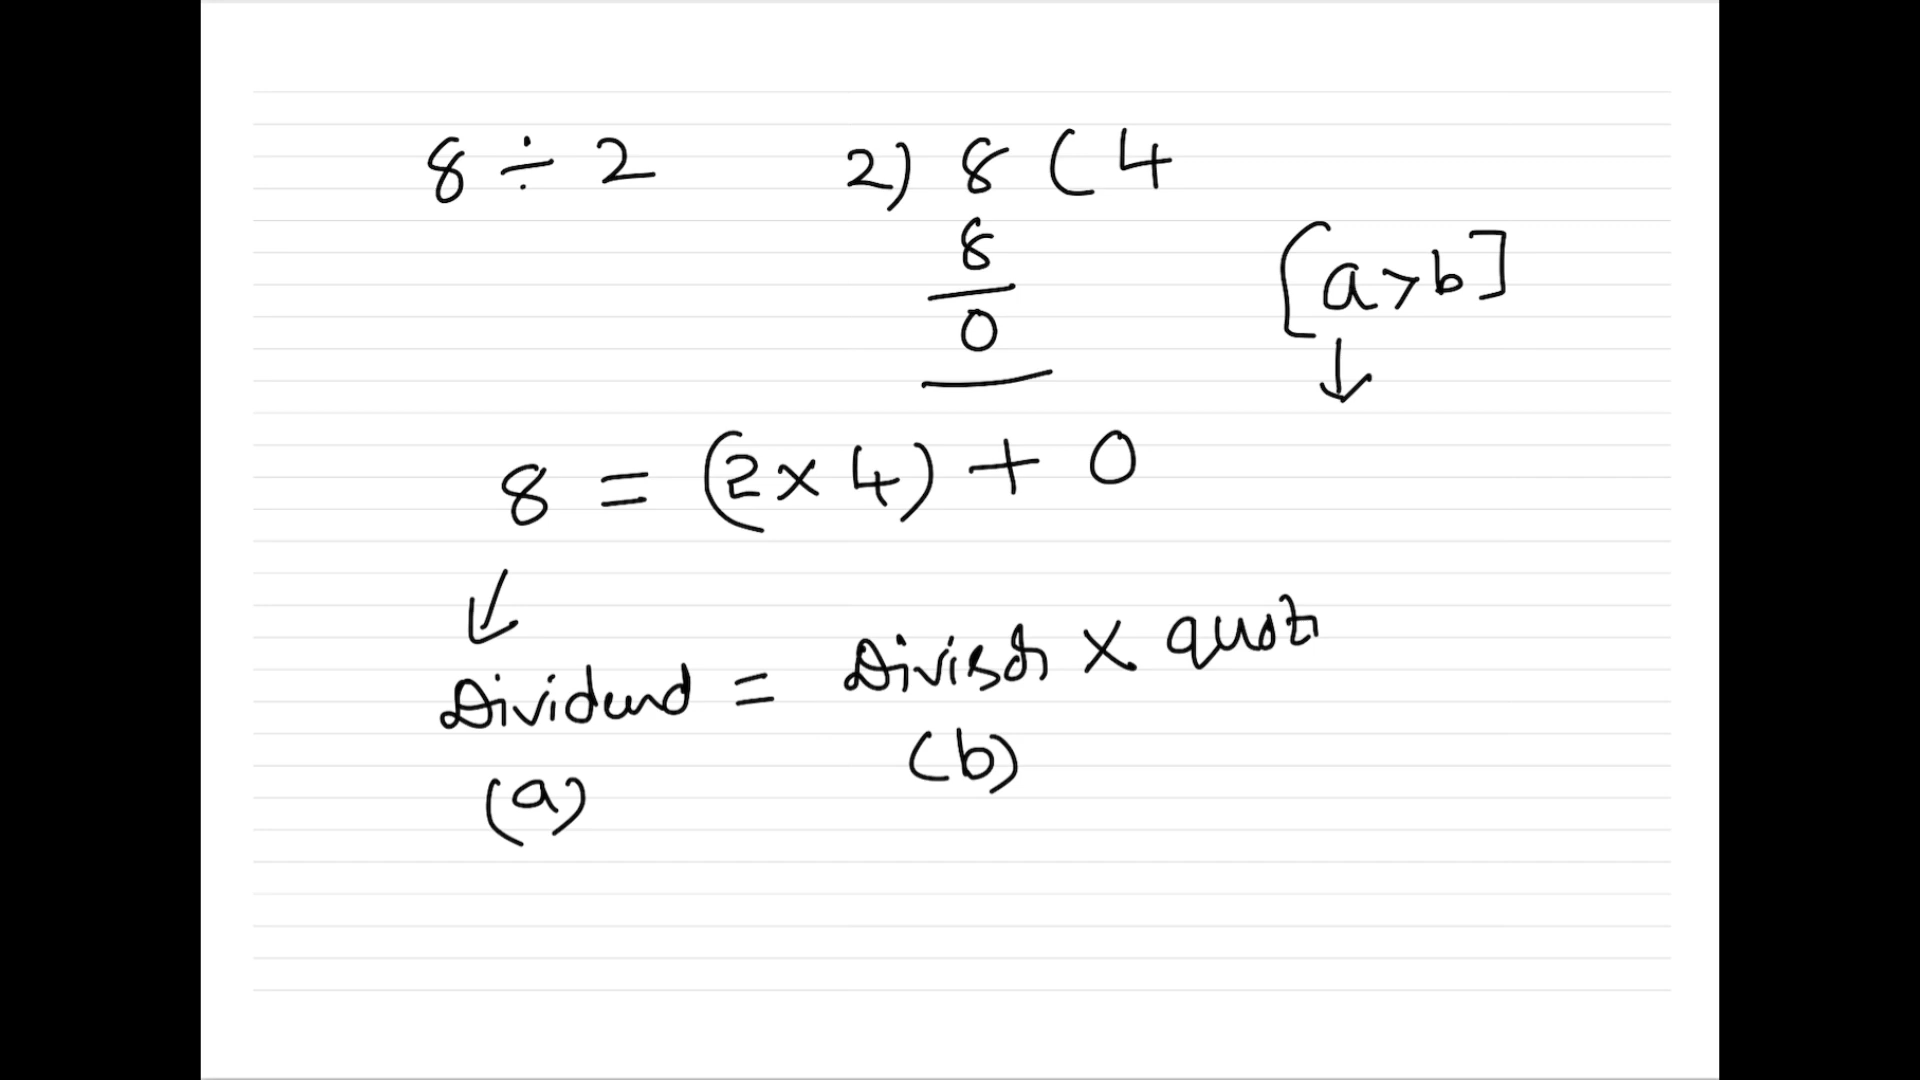 8 ÷ 2 2) 8 ( 4
8
0
[a>b]
↓
8 = (2 × 4) + 0
↙
Dividend = Divisor × quoti
(a) (b)